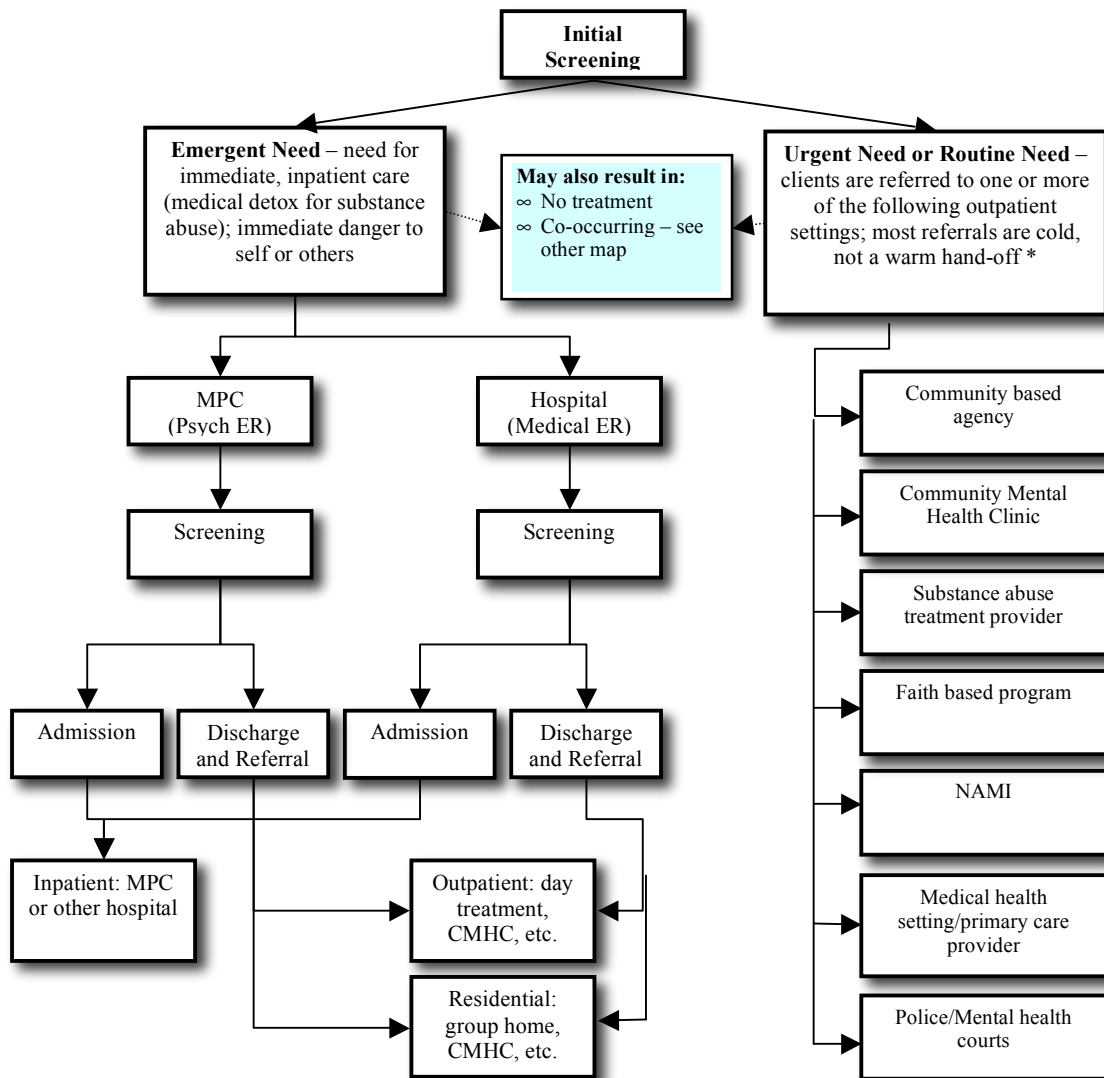 Initial
Screening
Emergent Need – need for
immediate, inpatient care
(medical detox for substance
abuse); immediate danger to
self or others
May also result in:
∞ No treatment
∞ Co-occurring – see
other map
Urgent Need or Routine Need –
clients are referred to one or more
of the following outpatient
settings; most referrals are cold,
not a warm hand-off *
MPC
(Psych ER)
Hospital
(Medical ER)
Screening
Screening
Admission
Discharge
and Referral
Admission
Discharge
and Referral
Inpatient: MPC
or other hospital
Outpatient: day
treatment,
CMHC, etc.
Residential:
group home,
CMHC, etc.
Community based
agency
Community Mental
Health Clinic
Substance abuse
treatment provider
Faith based program
NAMI
Medical health
setting/primary care
provider
Police/Mental health
courts